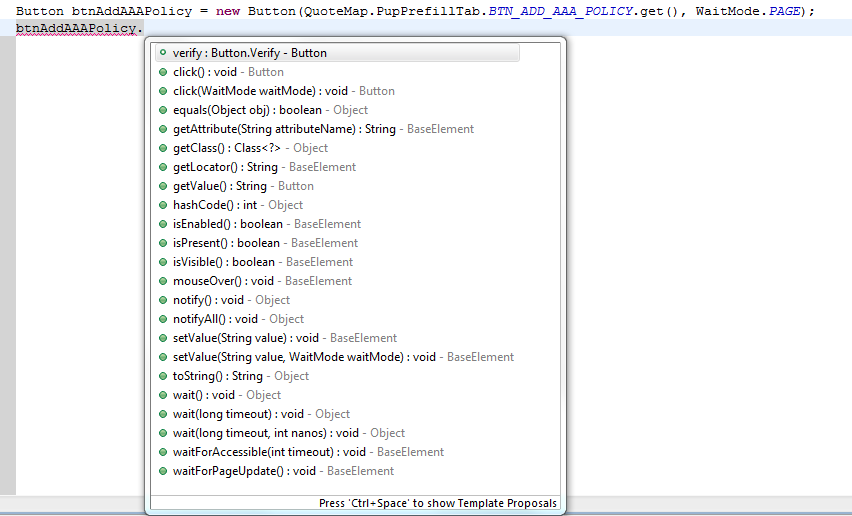 Button btnAddAAAPolicy = new Button(QuoteMap.PupPrefillTab.BTN_ADD_AAA_POLICY.get(), WaitMode.PAGE);
btnAddAAAPolicy.
verify : Button.Verify - Button
click() : void - Button
click(WaitMode waitMode) : void - Button
equals(Object obj) : boolean - Object
getAttribute(String attributeName) : String - BaseElement
getClass() : Class<?> - Object
getLocator() : String - BaseElement
getValue() : String - Button
hashCode() : int - Object
isEnabled() : boolean - BaseElement
isPresent() : boolean - BaseElement
isVisible() : boolean - BaseElement
mouseOver() : void - BaseElement
notify() : void - Object
notifyAll() : void - Object
setValue(String value) : void - BaseElement
setValue(String value, WaitMode waitMode) : void - BaseElement
toString() : String - Object
wait() : void - Object
wait(long timeout) : void - Object
wait(long timeout, int nanos) : void - Object
waitForAccessible(int timeout) : void - BaseElement
waitForPageUpdate() : void - BaseElement
Press 'Ctrl+Space' to show Template Proposals